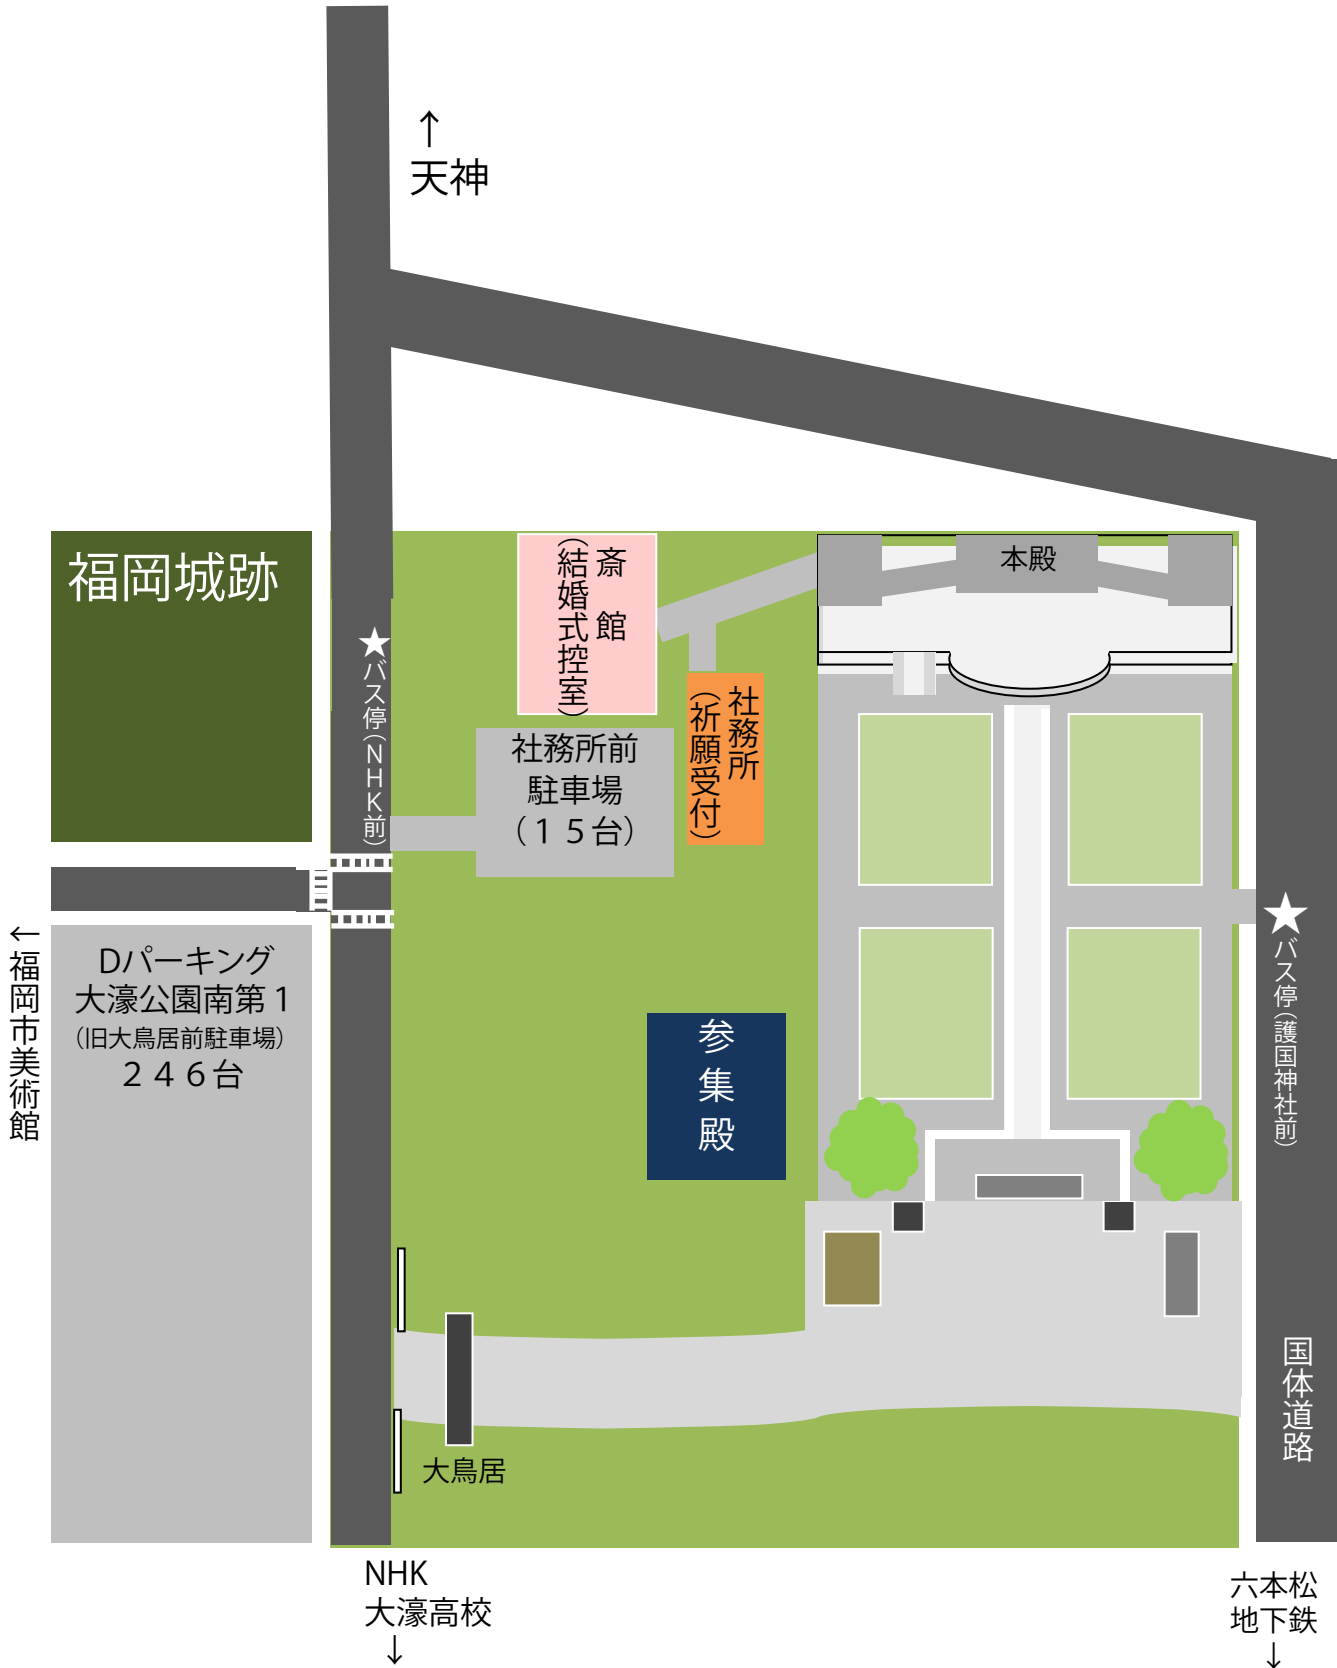 ↑
天神
福岡城跡
斎　館
（結婚式控室）
本殿
★バス停（ＮＨＫ前）
社務所
（祈願受付）
社務所前
駐車場
（１５台）
★バス停（護国神社前）
←福岡市美術館
Dパーキング
大濠公園南第１
（旧大鳥居前駐車場）
２４６台
参集殿
国体道路
大鳥居
NHK
大濠高校
↓
六本松
地下鉄
↓